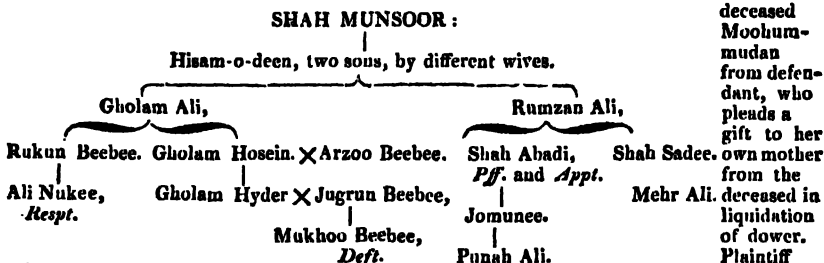 SHAH MUNSOOR:
Hisam-o-deen, two sons, by different wives.
Gholam Ali,
Rumzan Ali,
Rukun Beebee. Gholam Hosein. X Arzoo Beebee. Shah Abadi, Shah Sadee.
Pff. and Appt.
Ali Nukee, Gholam Hyder X Jugrun Beebee, Mehr Ali.
Respt.
Jomunee.
Mukhoo Beebee,
Deft.
Punah Ali.
deceased
Moohum-
mudan
from defen-
dant, who
pleads a
gift to her
own mother
from the
deceased in
liquidation
of dower.
Plaintiff